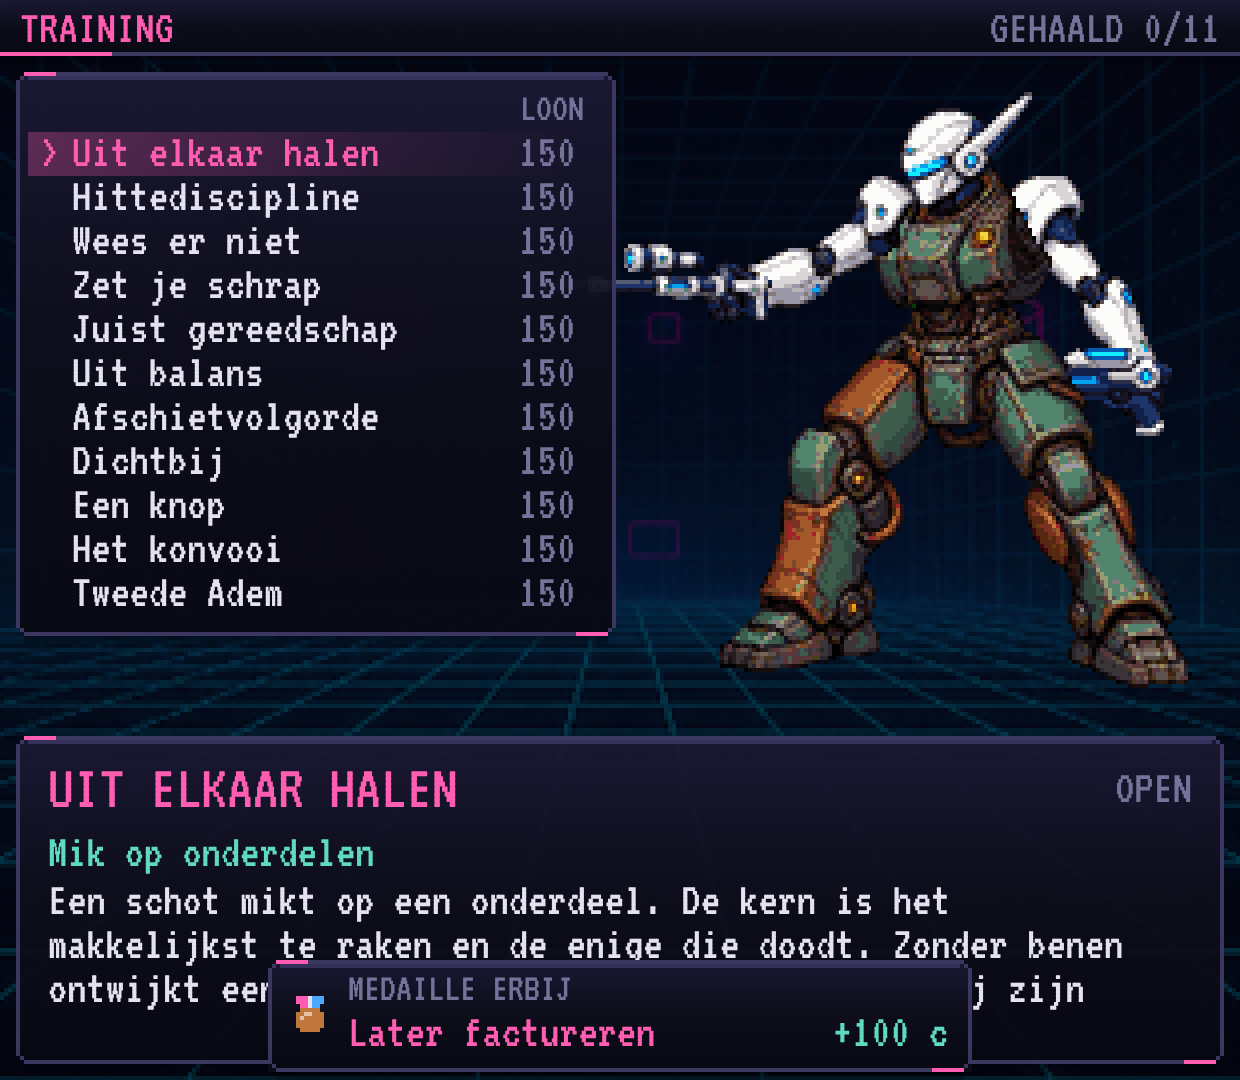 TRAINING
GEHAALD 0/11
LOON
Uit elkaar halen 150
Hittediscipline 150
Wees er niet 150
Zet je schrap 150
Juist gereedschap 150
Uit balans 150
Afschietvolgorde 150
Dichtbij 150
Een knop 150
Het konvooi 150
Tweede Adem 150
UIT ELKAAR HALEN
OPEN
Mik op onderdelen
Een schot mikt op een onderdeel. De kern is het
makkelijkst te raken en de enige die doodt. Zonder benen
ontwijkt zijn
MEDAILLE ERBIJ
Later factureren +100 c